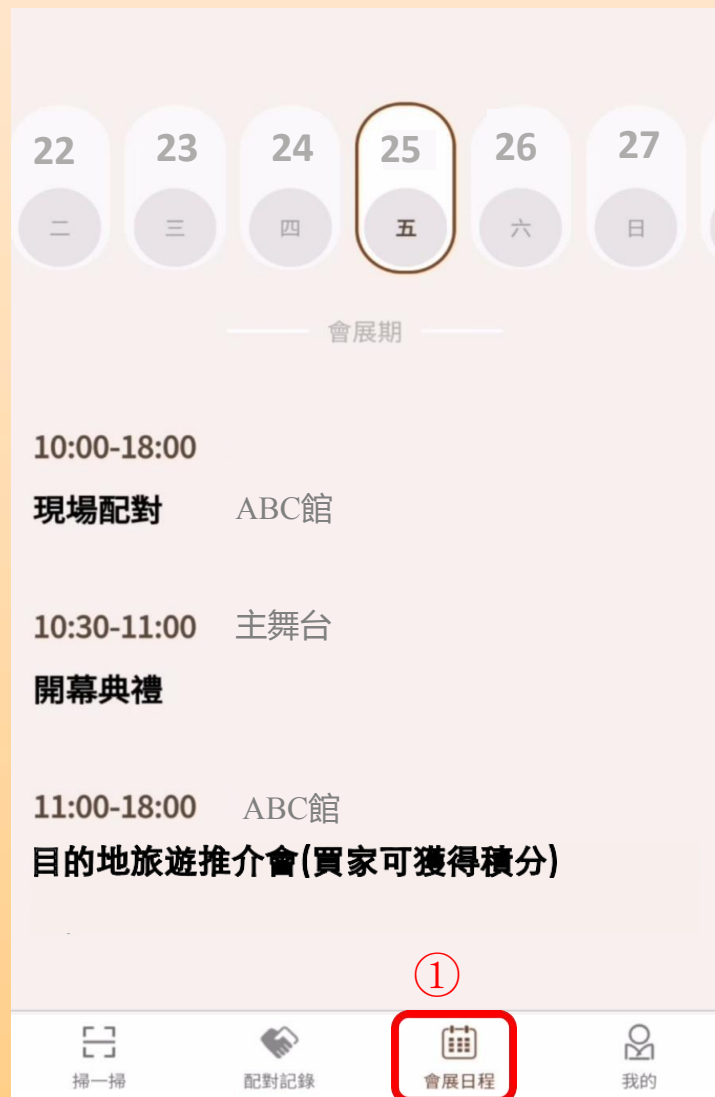 22 23 24 25 26 27
二 三 四 五 六 日
會展期
10:00-18:00
現場配對 ABC館
10:30-11:00 主舞台
開幕典禮
11:00-18:00 ABC館
目的地旅遊推介會(買家可獲得積分)
①
掃一掃 配對記錄 會展日程 我的